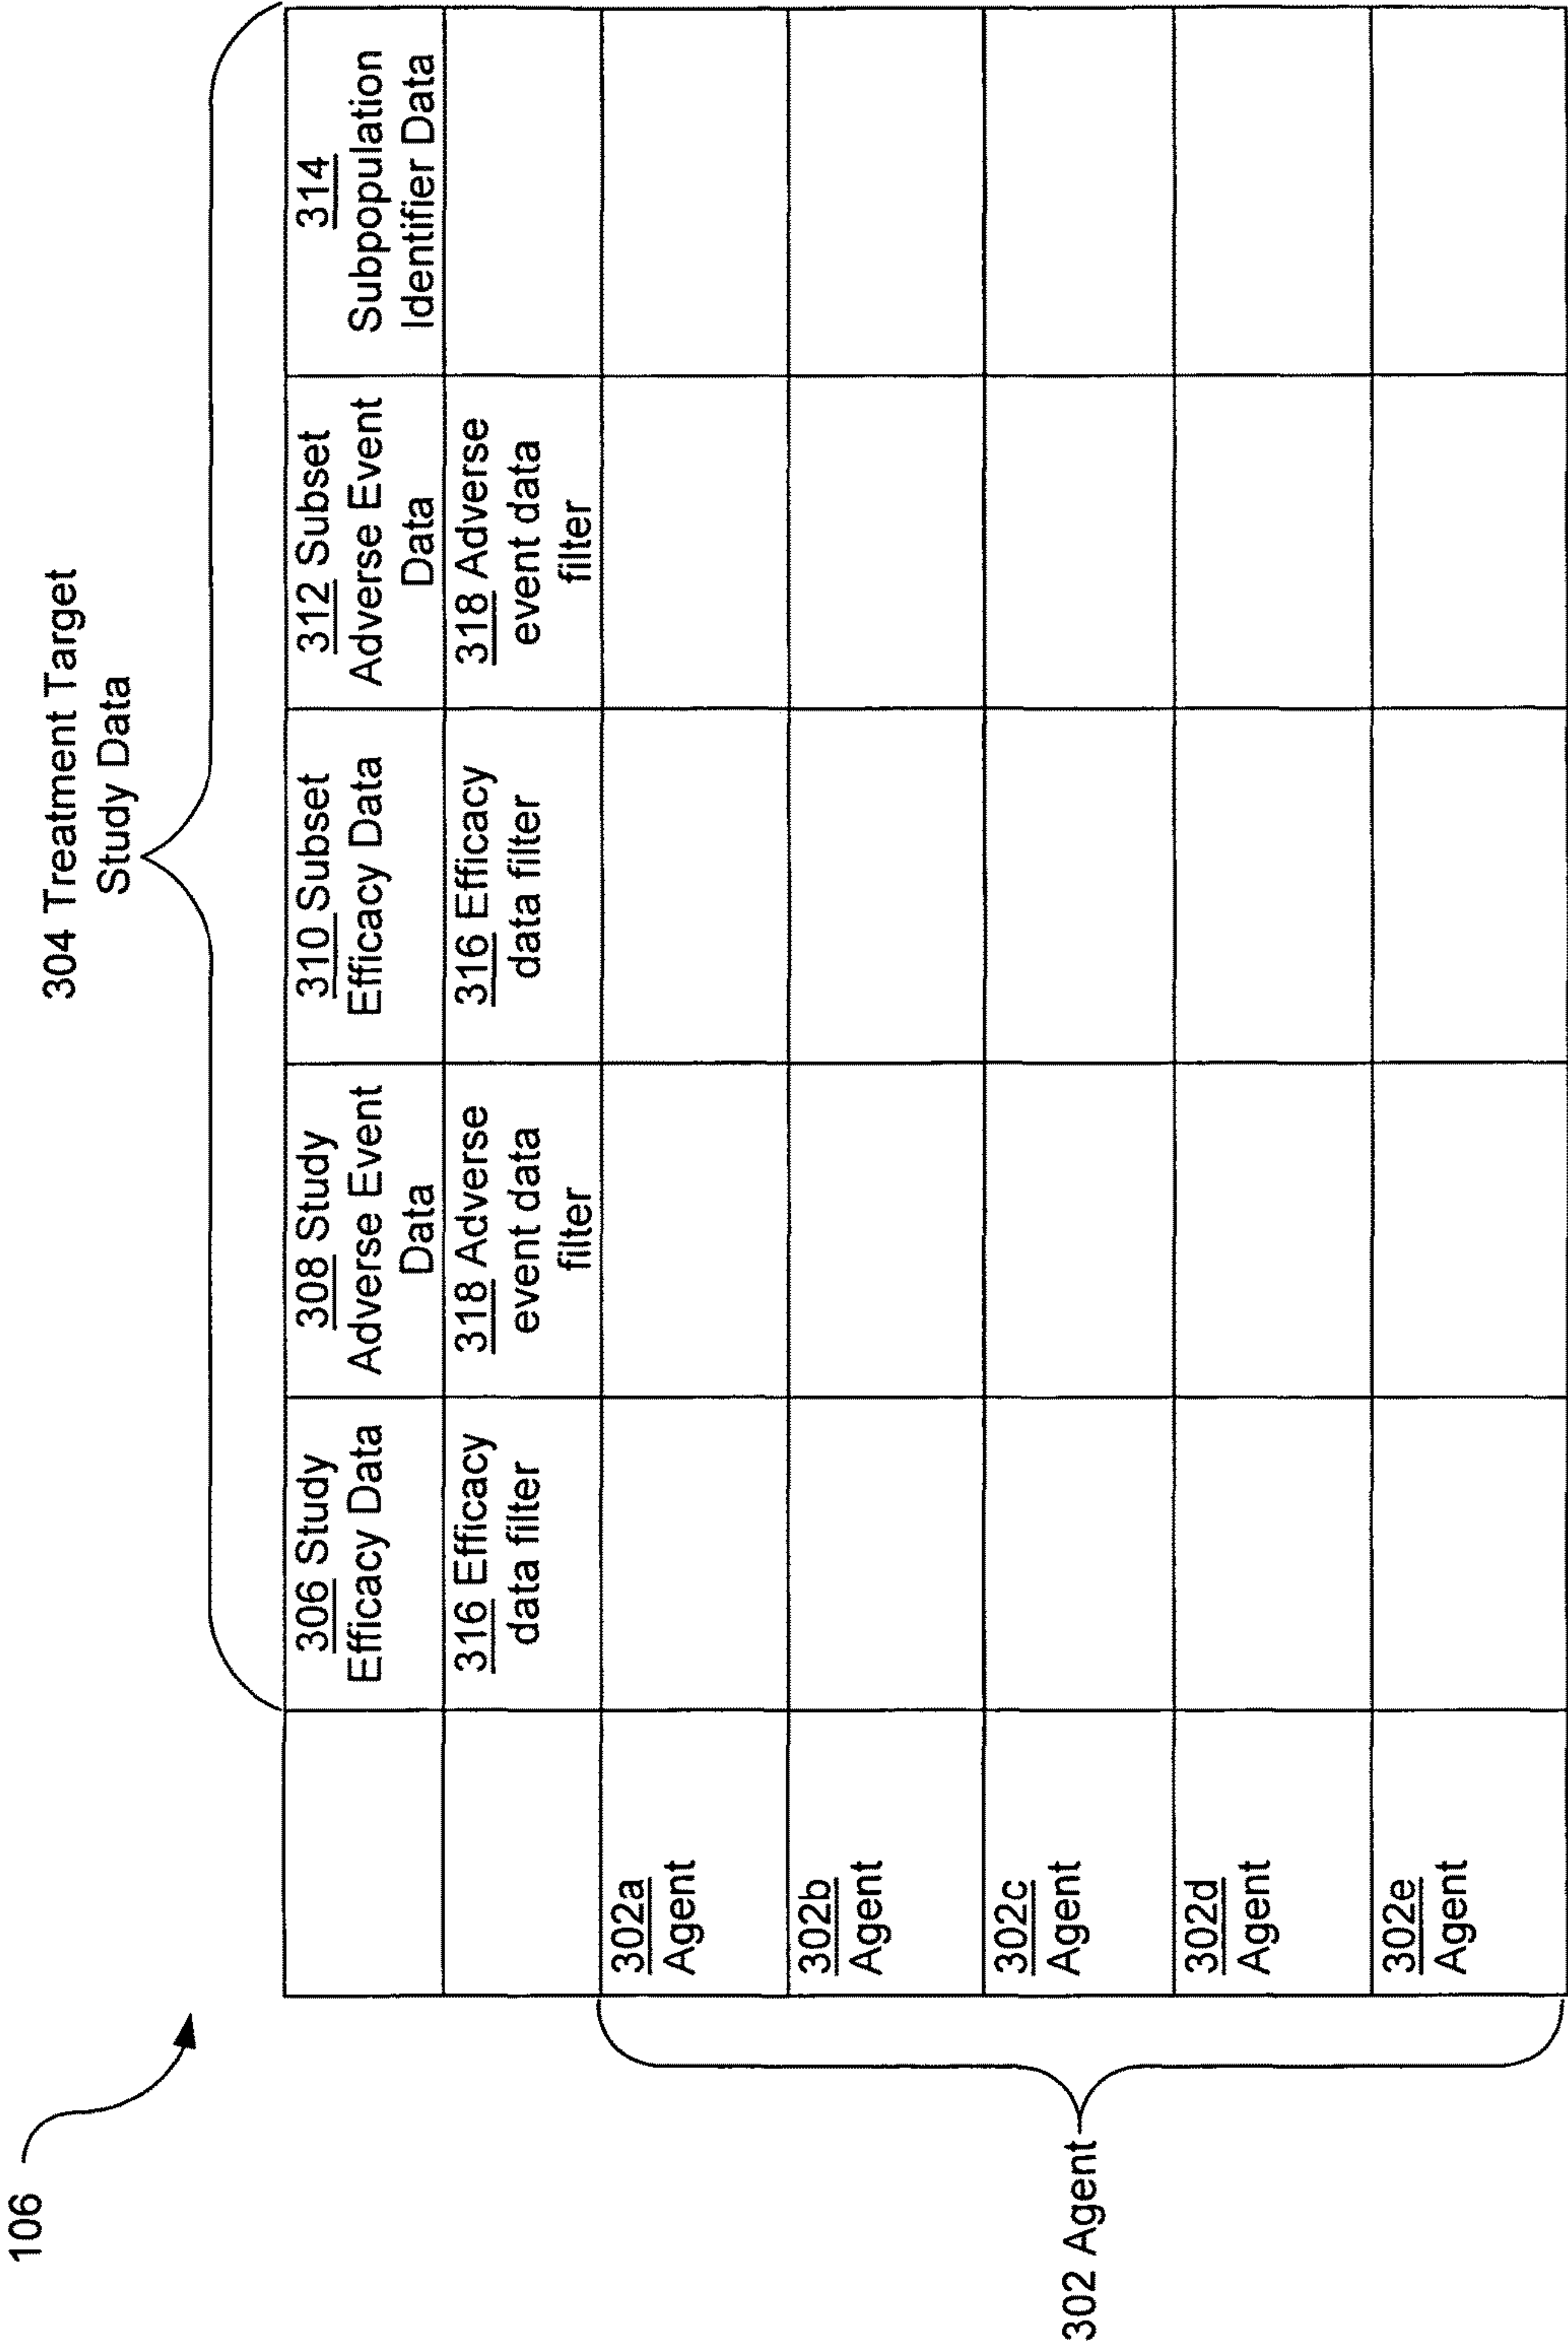 106
304 Treatment Target
Study Data
306 Study
Efficacy Data
308 Study
Adverse Event
Data
310 Subset
Efficacy Data
312 Subset
Adverse Event
Data
314
Subpopulation
Identifier Data
316 Efficacy
data filter
318 Adverse
event data
filter
316 Efficacy
data filter
318 Adverse
event data
filter
302 Agent
302a
Agent
302b
Agent
302c
Agent
302d
Agent
302e
Agent